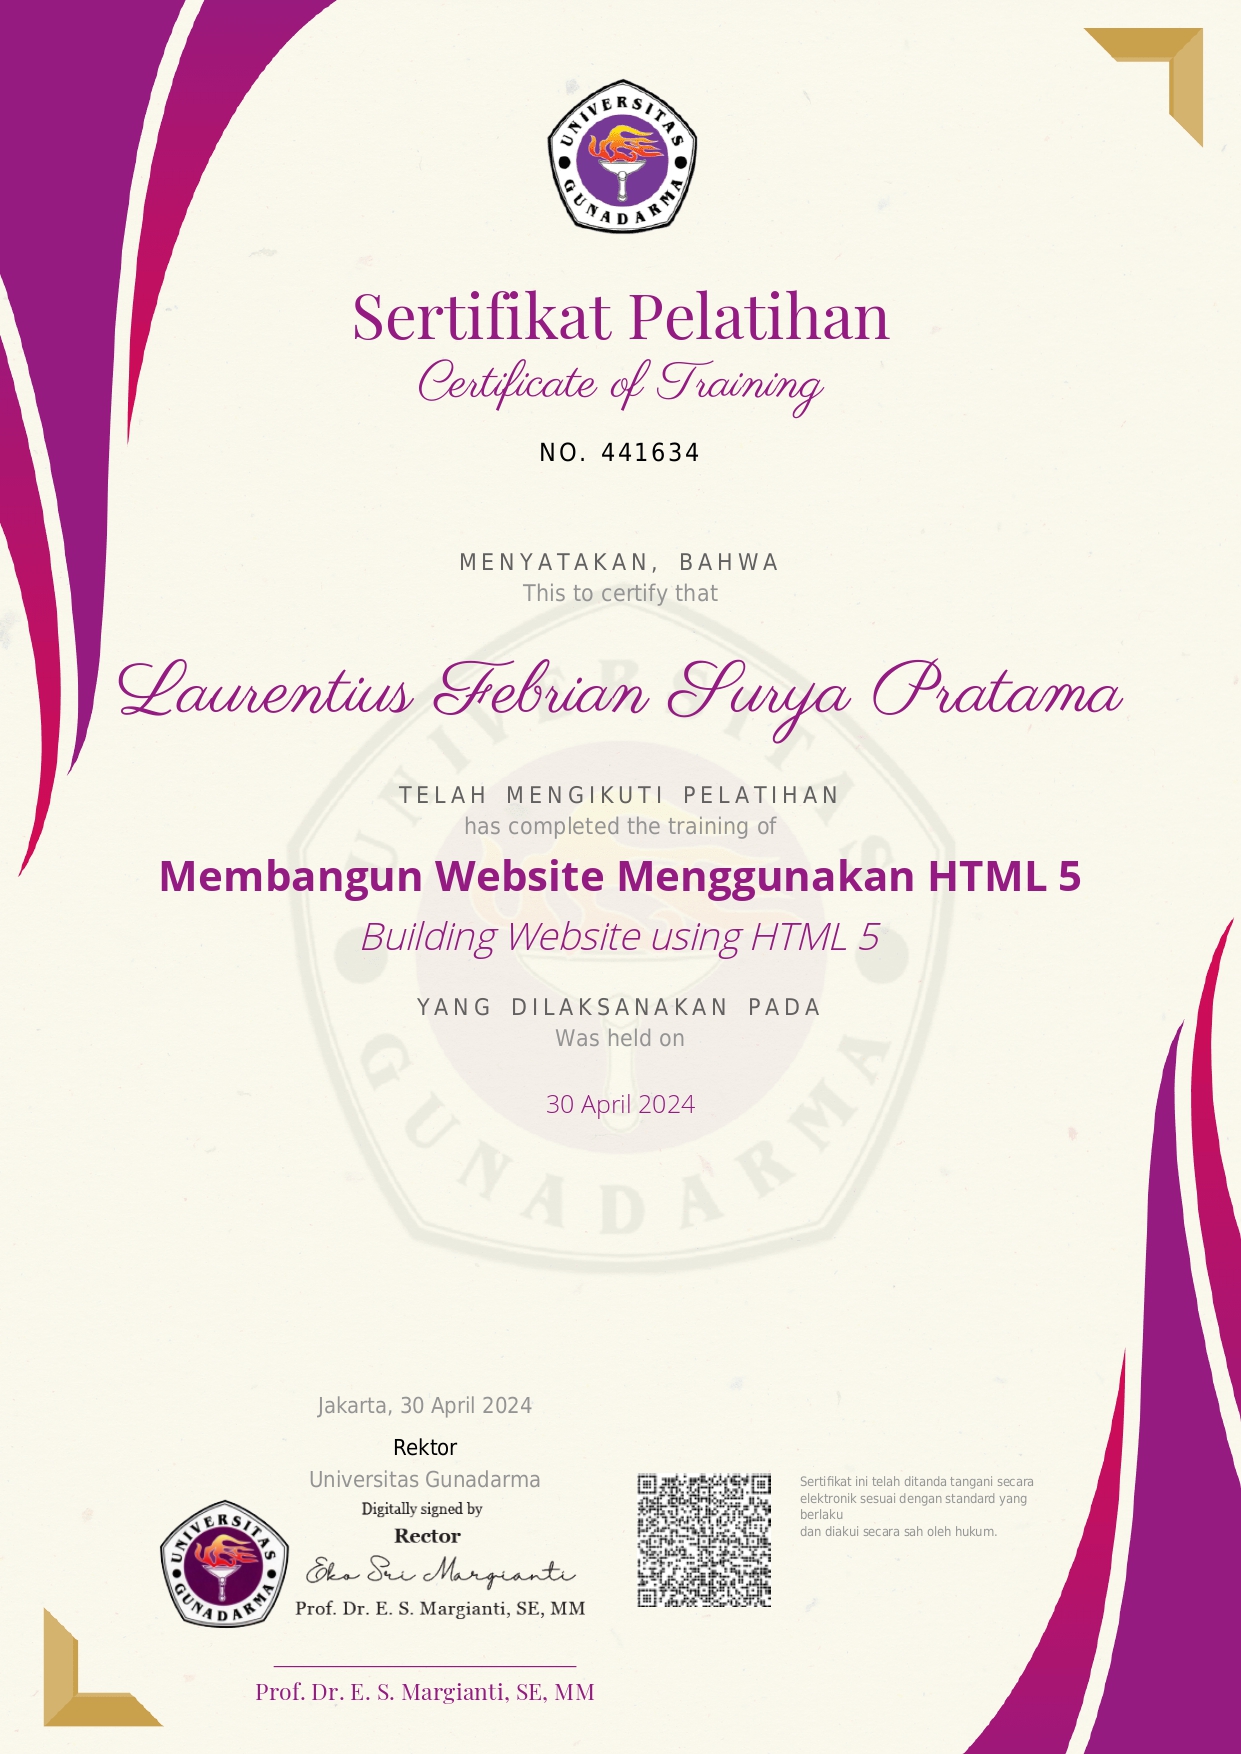 UNIVERSITAS
GUNADARMA
Sertifikat Pelatihan
Certificate of Training
NO. 441634
MENYATAKAN, BAHWA
This to certify that
Laurentius Febrian Surya Pratama
TELAH MENGIKUTI PELATIHAN
has completed the training of
Membangun Website Menggunakan HTML 5
Building Website using HTML 5
YANG DILAKSANAKAN PADA
Was held on
30 April 2024
UNIVERSITAS
GUNADARMA
Jakarta, 30 April 2024
Rektor
Universitas Gunadarma
Digitally signed by
Rector
Eko Sri Margianti
Prof. Dr. E. S. Margianti, SE, MM
UNIVERSITAS
GUNADARMA
Prof. Dr. E. S. Margianti, SE, MM
Sertifikat ini telah ditanda tangani secara
elektronik sesuai dengan standard yang
berlaku
dan diakui secara sah oleh hukum.